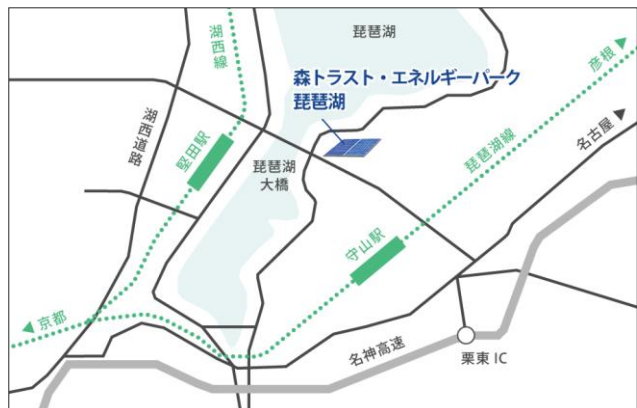 琵琶湖
湖西線
森トラスト・エネルギーパーク
琵琶湖
彦根 ▶
名古屋 ▶
湖西道路
堅田駅
琵琶湖
大橋
琵琶湖線
守山駅
◀ 京都
名神高速
栗東 IC